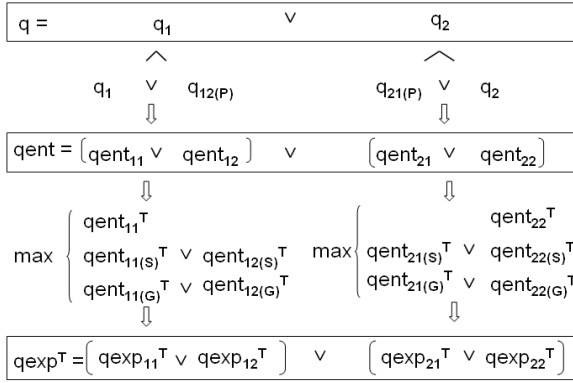 q = q₁ ∨ q₂
q₁ ∨ q₁₂₍P₎ q₂₁₍P₎ ∨ q₂
qent = (qent₁₁ ∨ qent₁₂) ∨ (qent₂₁ ∨ qent₂₂)
qent₁₁ᵀ qent₂₂ᵀ
max { qent₁₁₍S₎ᵀ ∨ qent₁₂₍S₎ᵀ max { qent₂₁₍S₎ᵀ ∨ qent₂₂₍S₎ᵀ
qent₁₁₍G₎ᵀ ∨ qent₁₂₍G₎ᵀ qent₂₁₍G₎ᵀ ∨ qent₂₂₍G₎ᵀ
qexpᵀ = (qexp₁₁ᵀ ∨ qexp₁₂ᵀ) ∨ (qexp₂₁ᵀ ∨ qexp₂₂ᵀ)